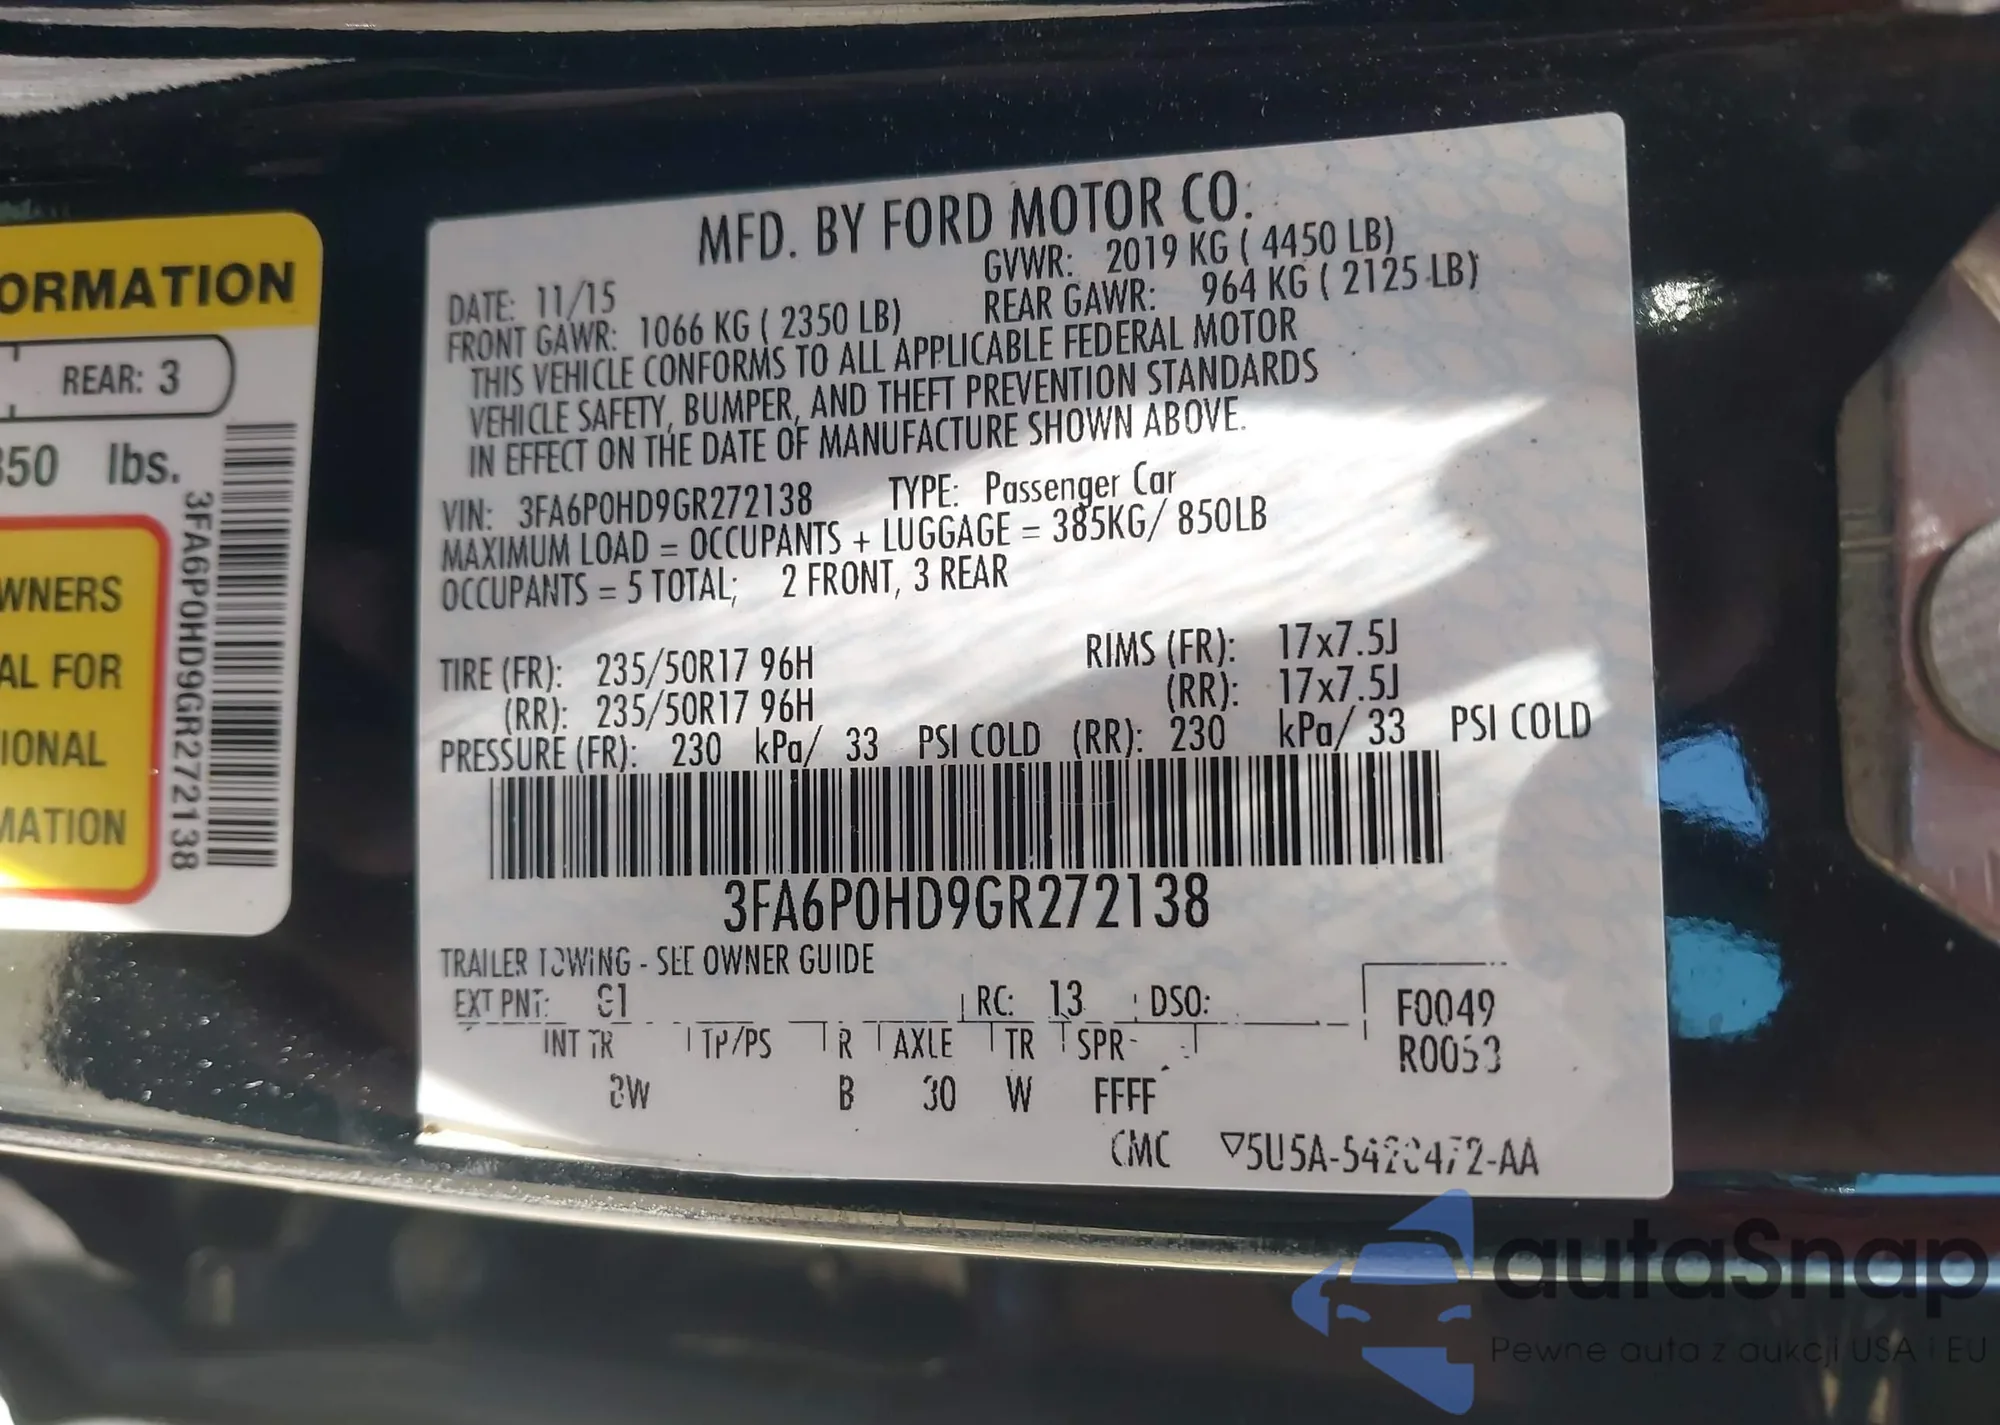 ORMATION
REAR: 3
350 lbs.
WNERS
AL FOR
IONAL
MATION
3FA6P0HD9GR272138
MFD. BY FORD MOTOR CO.
DATE: 11/15 GVWR: 2019 KG ( 4450 LB)
FRONT GAWR: 1066 KG ( 2350 LB) REAR GAWR: 964 KG ( 2125 LB)
THIS VEHICLE CONFORMS TO ALL APPLICABLE FEDERAL MOTOR
VEHICLE SAFETY, BUMPER, AND THEFT PREVENTION STANDARDS
IN EFFECT ON THE DATE OF MANUFACTURE SHOWN ABOVE.
VIN: 3FA6P0HD9GR272138 TYPE: Passenger Car
MAXIMUM LOAD = OCCUPANTS + LUGGAGE = 385KG/ 850LB
OCCUPANTS = 5 TOTAL; 2 FRONT, 3 REAR
TIRE (FR): 235/50R17 96H RIMS (FR): 17x7.5J
(RR): 235/50R17 96H (RR): 17x7.5J
PRESSURE (FR): 230 kPa/ 33 PSI COLD (RR): 230 kPa/ 33 PSI COLD
3FA6P0HD9GR272138
TRAILER TOWING - SEE OWNER GUIDE
EXT PNT: RC: 13 DSO: F0049
INT TR TP/PS R AXLE TR SPR
B 30 W FFFF
CMC
autaSnap
Pewne auta z aukcji USA i EU